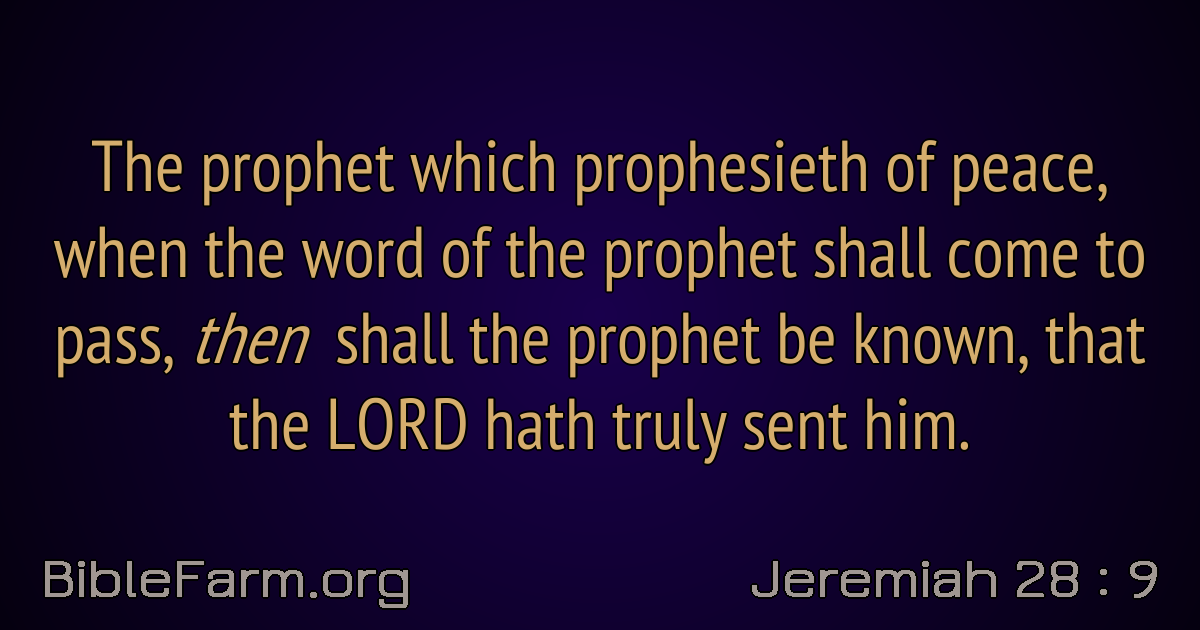 The prophet which prophesieth of peace,
when the word of the prophet shall come to
pass, then shall the prophet be known, that
the LORD hath truly sent him.
BibleFarm.org
Jeremiah 28 : 9